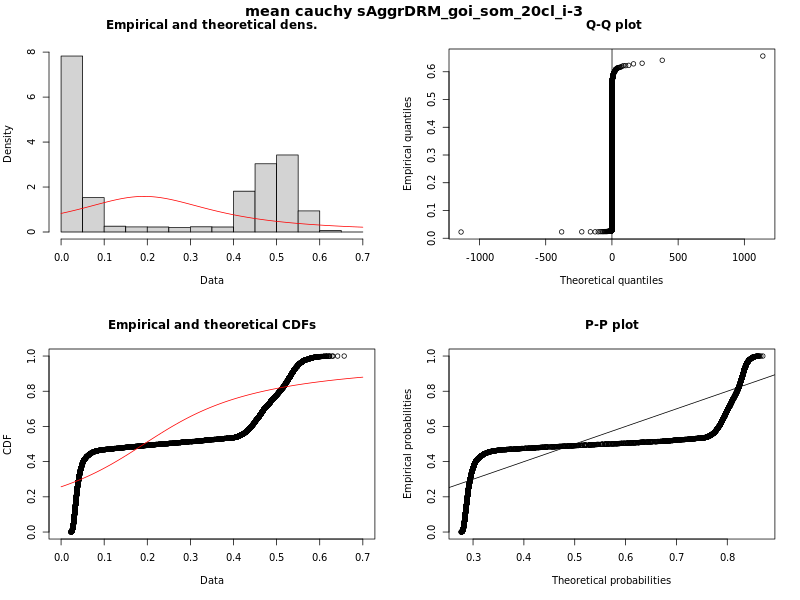 mean cauchy sAggrDRM_goi_som_20cl_i-3
Empirical and theoretical dens.
Density
0 2 4 6 8
0.0 0.1 0.2 0.3 0.4 0.5 0.6 0.7
Data
Q-Q plot
Empirical quantiles
0.0 0.1 0.2 0.3 0.4 0.5 0.6
-1000 -500 0 500 1000
Theoretical quantiles
Empirical and theoretical CDFs
CDF
0.0 0.2 0.4 0.6 0.8 1.0
0.0 0.1 0.2 0.3 0.4 0.5 0.6 0.7
Data
P-P plot
Empirical probabilities
0.0 0.2 0.4 0.6 0.8 1.0
0.3 0.4 0.5 0.6 0.7 0.8
Theoretical probabilities